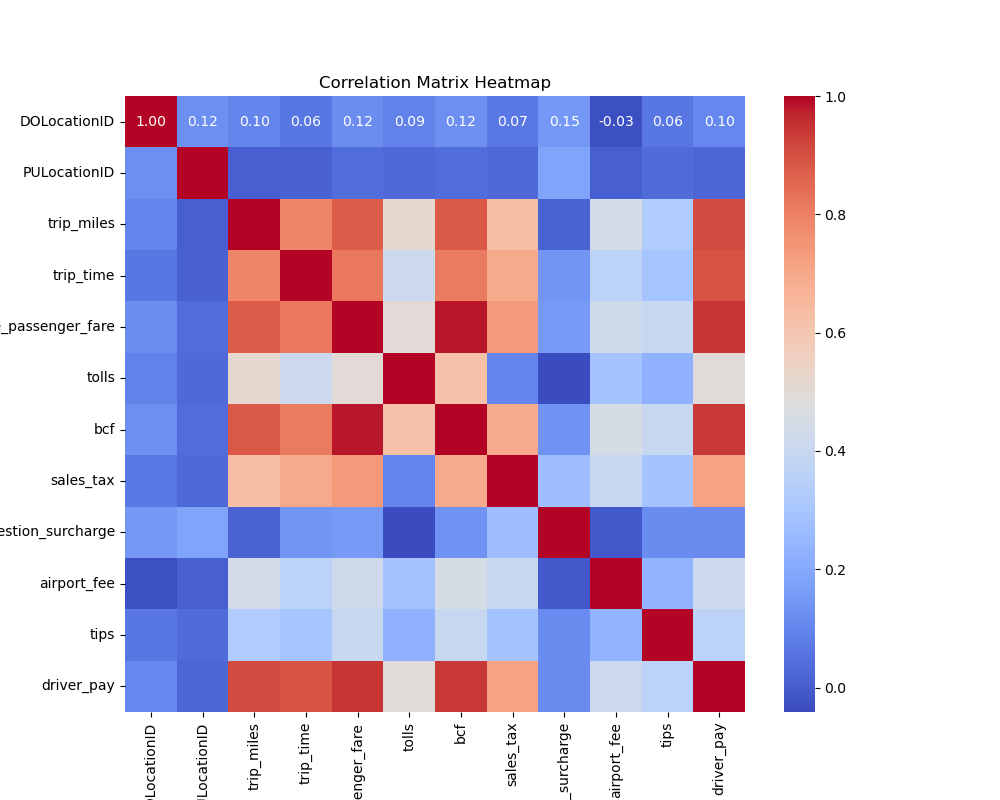 Correlation Matrix Heatmap
DOLocationID 1.00 0.12 0.10 0.06 0.12 0.09 0.12 0.07 0.15 -0.03 0.06 0.10
PULocationID
trip_miles
trip_time
_passenger_fare
tolls
bcf
sales_tax
estion_surcharge
airport_fee
tips
driver_pay
OLocationID
ULocationID
trip_miles
trip_time
enger_fare
tolls
bcf
sales_tax
_surcharge
airport_fee
tips
driver_pay
1.0
0.8
0.6
0.4
0.2
0.0